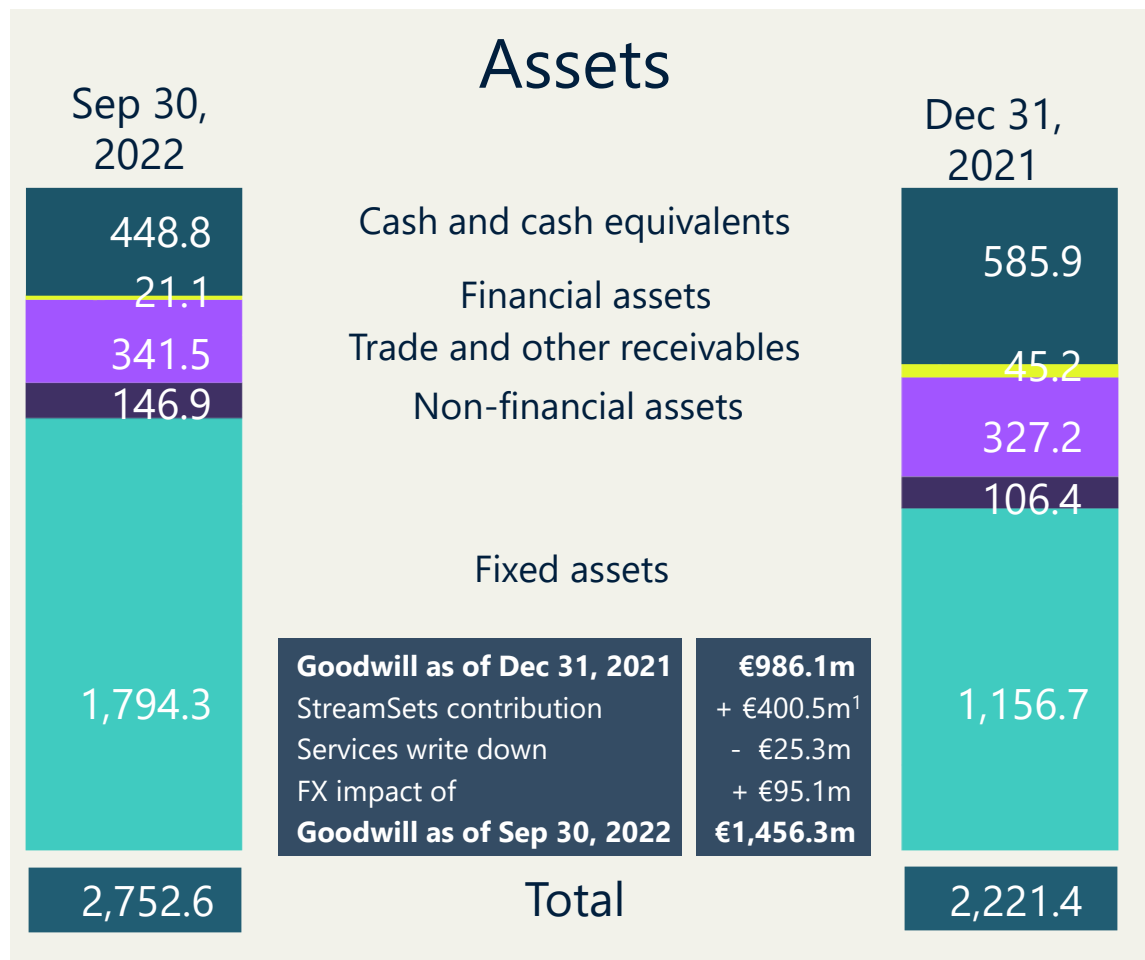 Assets
Sep 30,
2022
Dec 31,
2021
448.8
Cash and cash equivalents
585.9
21.1
Financial assets
45.2
341.5
Trade and other receivables
327.2
146.9
Non-financial assets
106.4
1,794.3
Fixed assets
1,156.7
Goodwill as of Dec 31, 2021 €986.1m
StreamSets contribution + €400.5m¹
Services write down - €25.3m
FX impact of + €95.1m
Goodwill as of Sep 30, 2022 €1,456.3m
2,752.6
Total
2,221.4